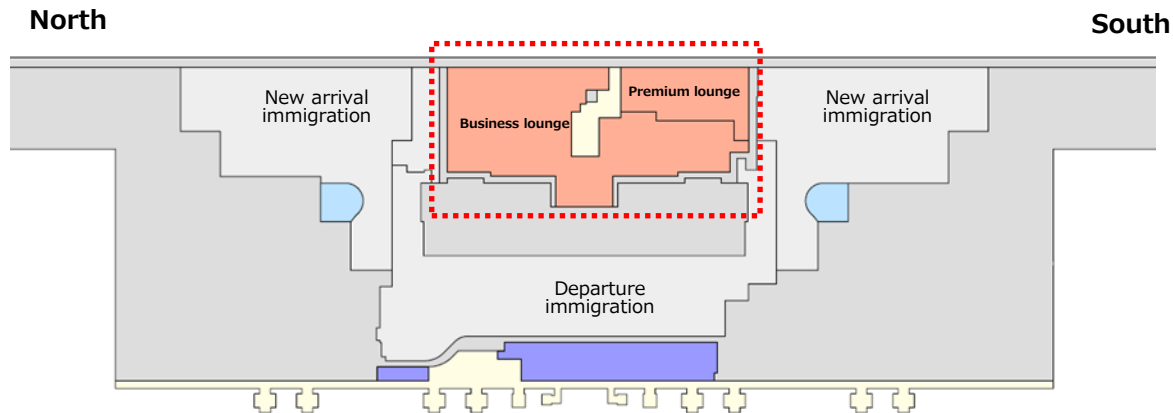 North
South
New arrival
immigration
Business lounge
Premium lounge
New arrival
immigration
Departure
immigration